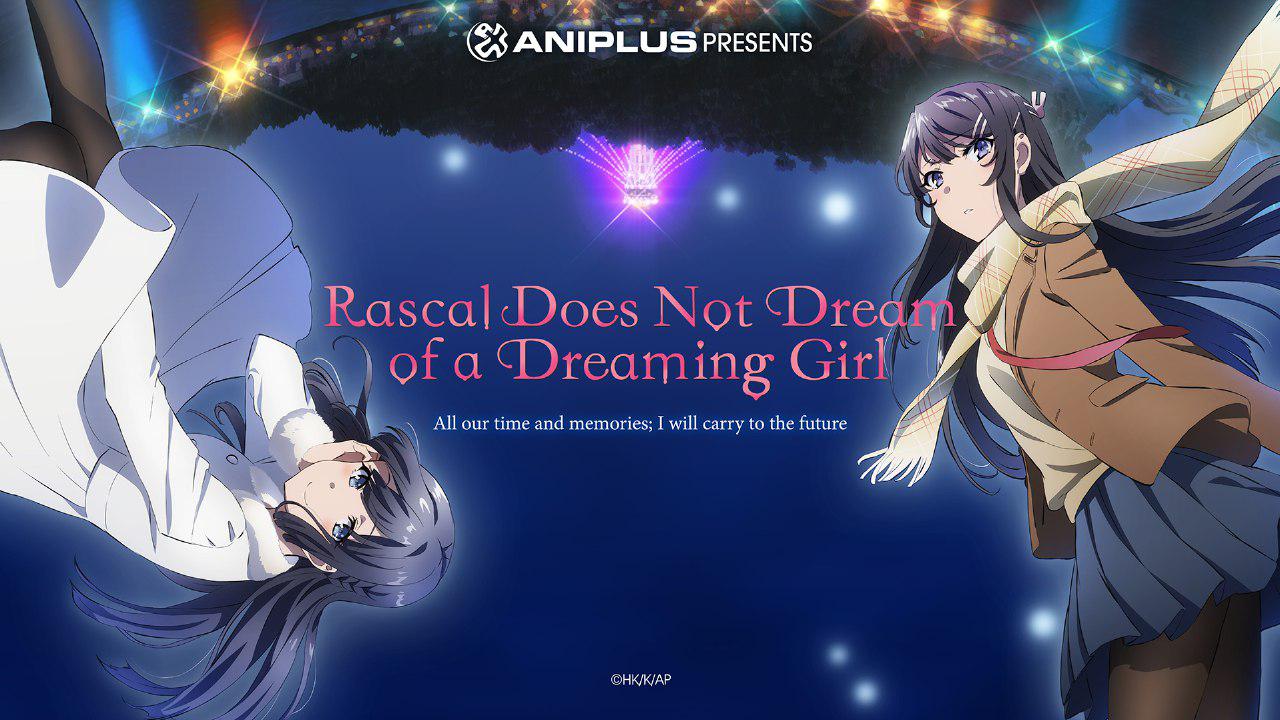 ANIPLUS PRESENTS
Rascal Does Not Dream
of a Dreaming Girl
All our time and memories; I will carry to the future
©HK/K/AP